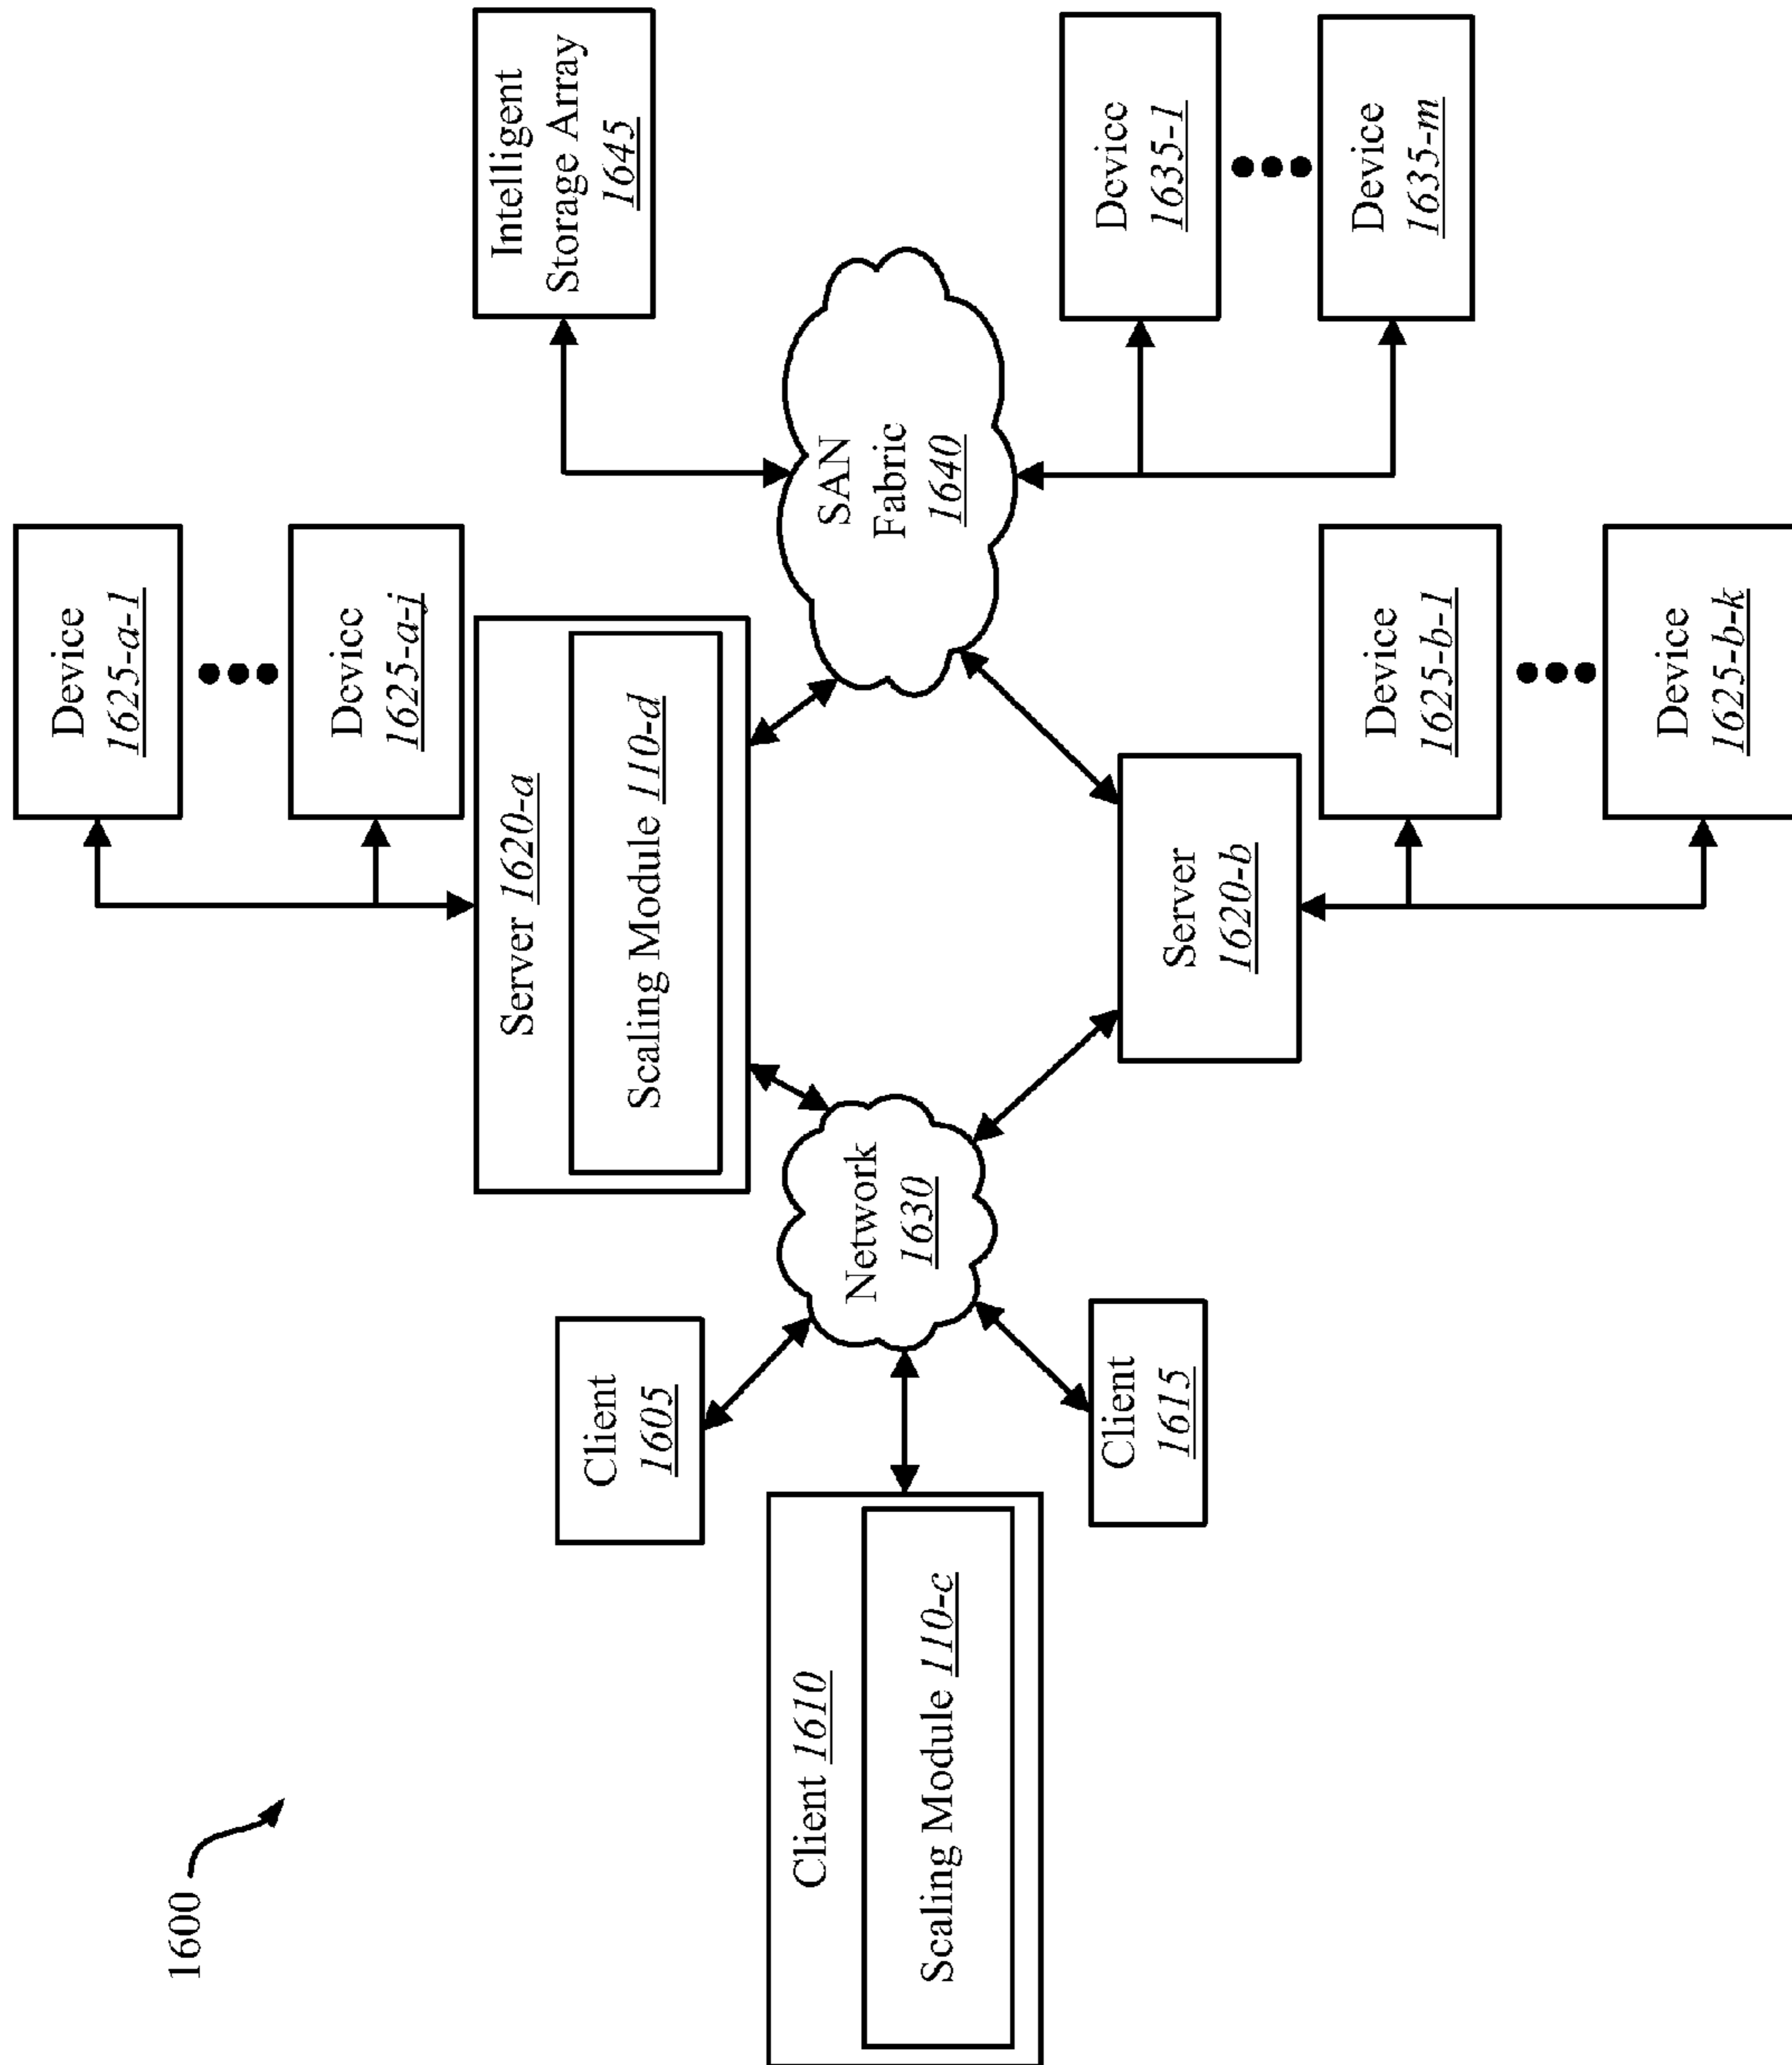 1600
Client 1610
Scaling Module 110-c
Client
1605
Client
1615
Network
1630
Server 1620-a
Scaling Module 110-d
Server
1620-b
Device
1625-a-1
Device
1625-a-j
Device
1625-b-1
Device
1625-b-k
SAN
Fabric
1640
Intelligent
Storage Array
1645
Device
1635-1
Device
1635-m